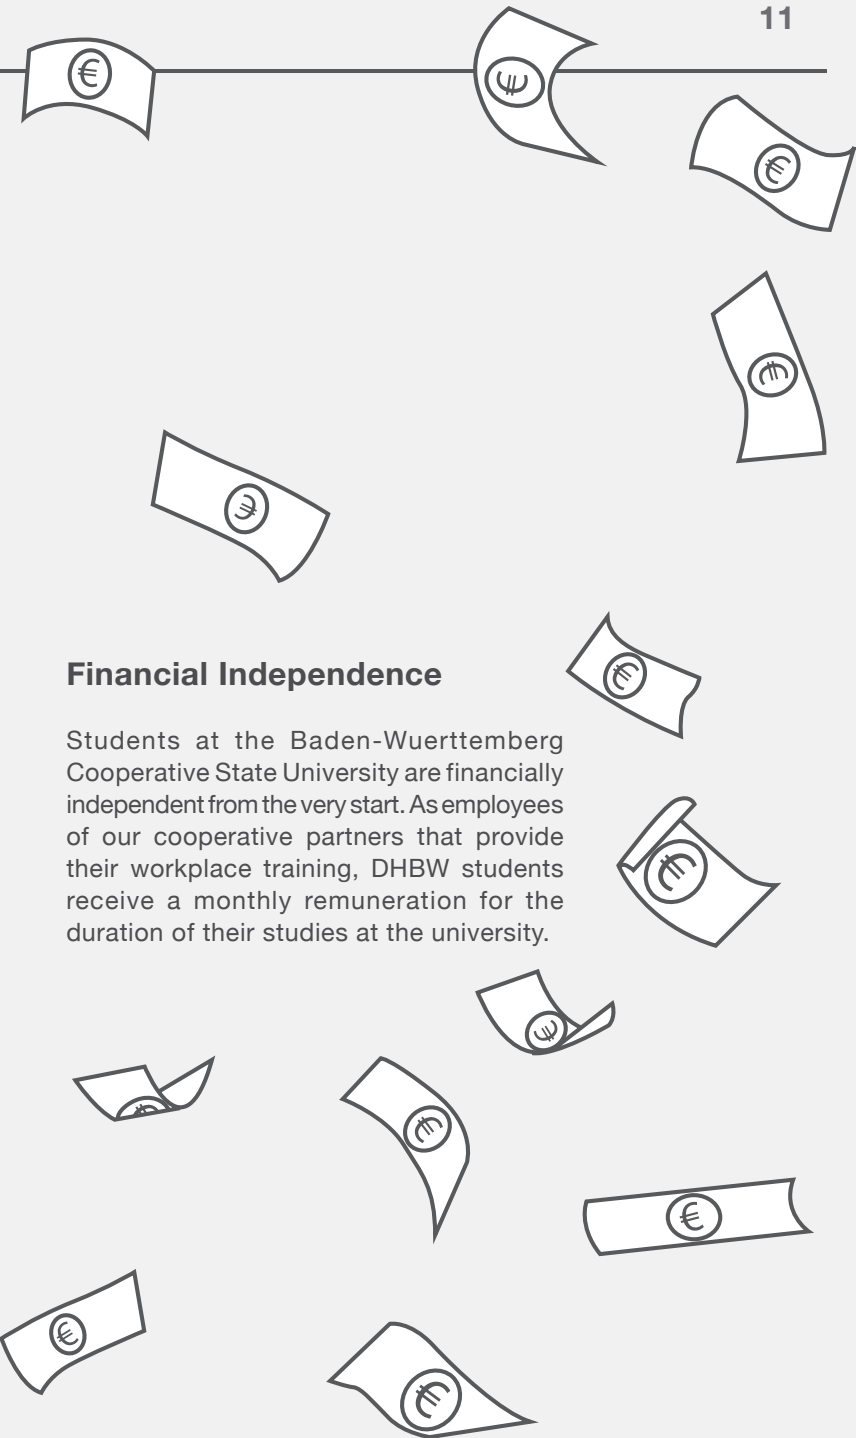 11
€
€
€
€
€
Financial Independence
€
Students at the Baden-Wuerttemberg
Cooperative State University are financially
independent from the very start. As employees
of our cooperative partners that provide
their workplace training, DHBW students
receive a monthly remuneration for the
duration of their studies at the university.
€
€
€
€
€
€
€